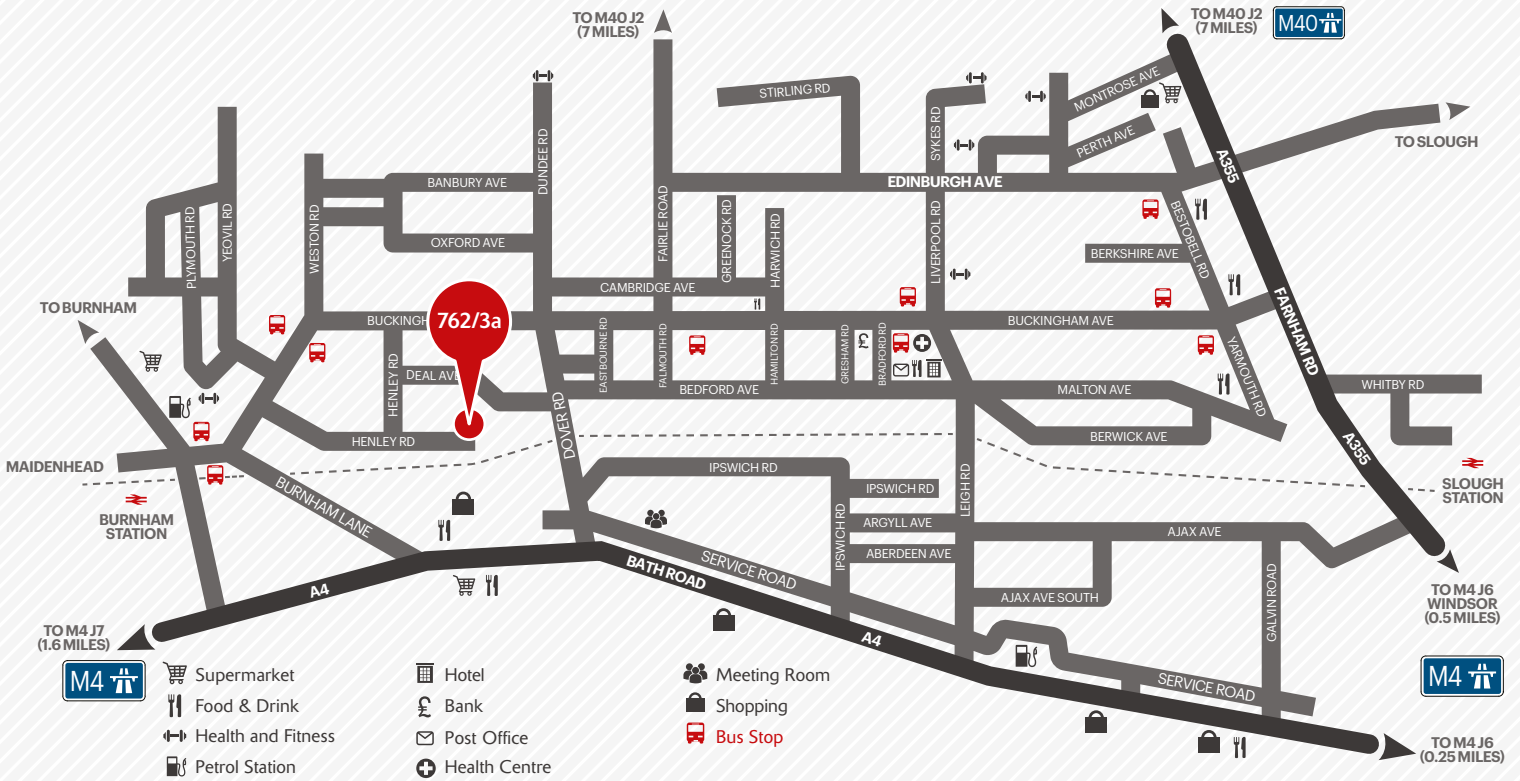 TO M40 J2
(7 MILES)
TO M40 J2
(7 MILES)
M40
STIRLING RD
MONTROSE AVE
SYKES RD
PERTH AVE
A355
TO SLOUGH
DUNDEE RD
BANBURY AVE
EDINBURGH AVE
PLYMOUTH RD
YEOVIL RD
WESTON RD
OXFORD AVE
FAIRLIE ROAD
GREENOCK RD
HARWICH RD
LIVERPOOL RD
BESTOBELL RD
BERKSHIRE AVE
CAMBRIDGE AVE
TO BURNHAM
FARNHAM RD
BUCKINGH
762/3a
BUCKINGHAM AVE
EASTBOURNE RD
FALMOUTH RD
HAMILTON RD
GRESHAM RD
£
BRADFORD RD
YARMOUTH RD
HENLEY RD
DEAL AVE
BEDFORD AVE
MALTON AVE
WHITBY RD
HENLEY RD
DOVER RD
BERWICK AVE
A355
MAIDENHEAD
BURNHAM
STATION
BURNHAM LANE
IPSWICH RD
IPSWICH RD
LEIGH RD
SLOUGH
STATION
IPSWICH RD
ARGYLL AVE
AJAX AVE
ABERDEEN AVE
SERVICE ROAD
BATH ROAD
A4
AJAX AVE SOUTH
GALVIN ROAD
TO M4 J6
WINDSOR
(0.5 MILES)
TO M4 J7
(1.6 MILES)
A4
M4
SERVICE ROAD
M4
TO M4 J6
(0.25 MILES)
Supermarket
Food & Drink
Health and Fitness
Petrol Station
Hotel
£ Bank
Post Office
Health Centre
Meeting Room
Shopping
Bus Stop